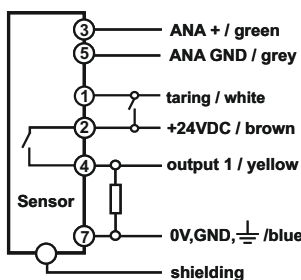 3 ANA + / green
5 ANA GND / grey
1 taring / white
2 +24VDC / brown
4 output 1 / yellow
Sensor
7 0V,GND, /blue
shielding